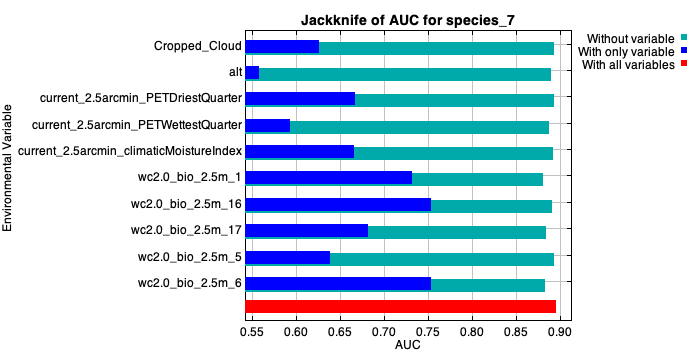 Jackknife of AUC for species_7
Without variable
With only variable
With all variables
Environmental Variable
Cropped_Cloud
alt
current_2.5arcmin_PETDriestQuarter
current_2.5arcmin_PETWettestQuarter
current_2.5arcmin_climaticMoistureIndex
wc2.0_bio_2.5m_1
wc2.0_bio_2.5m_16
wc2.0_bio_2.5m_17
wc2.0_bio_2.5m_5
wc2.0_bio_2.5m_6
0.55 0.60 0.65 0.70 0.75 0.80 0.85 0.90
AUC